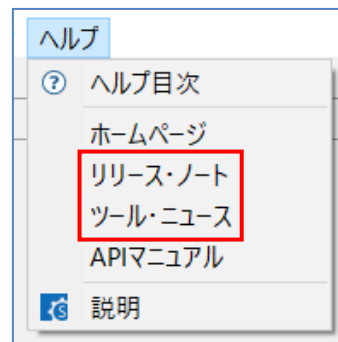 ヘルプ
ヘルプ目次
ホームページ
リリース・ノート
ツール・ニュース
APIマニュアル
説明